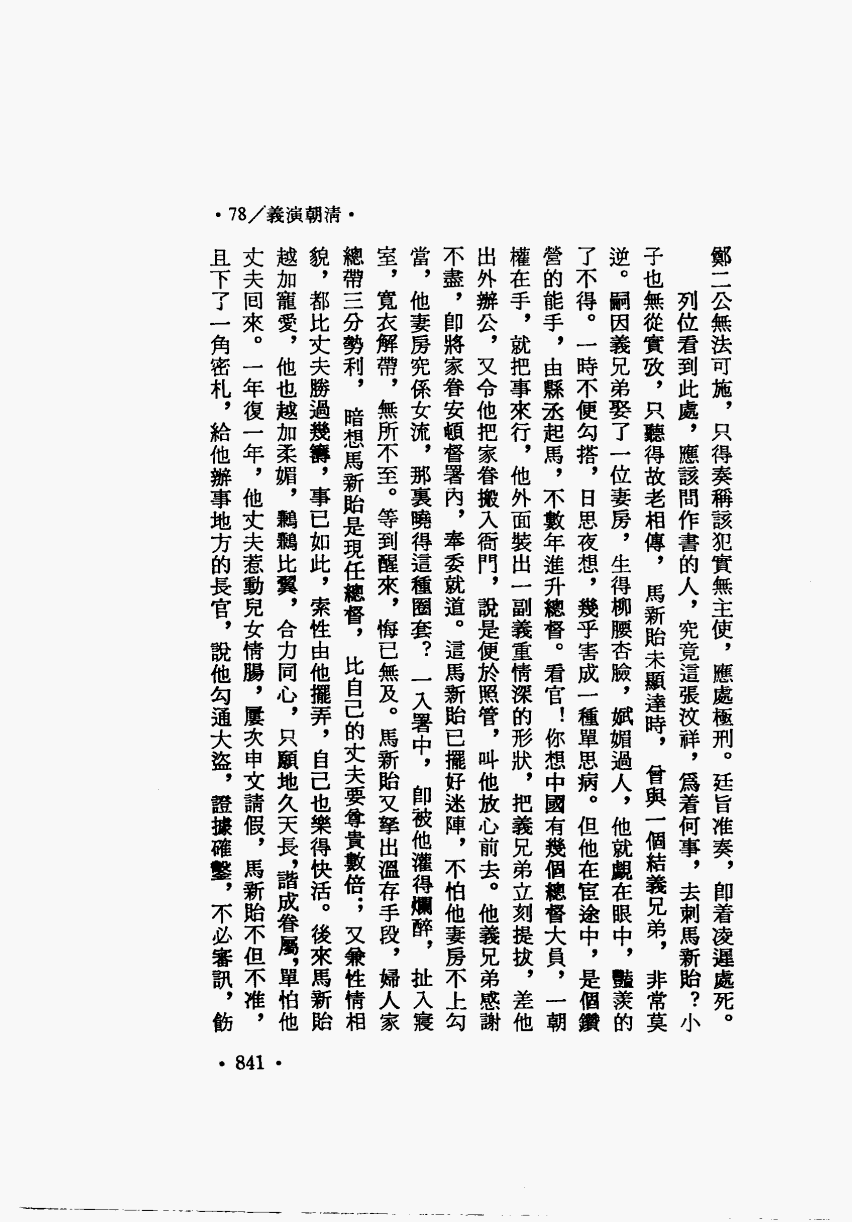 •78／義演朝清•
鄭二公無法可施，只得奏稱該犯實無主使，應處極刑。廷旨准奏，卽着凌遲處死。
列位看到此處，應該問作書的人，究竟這張汶祥，爲着何事，去刺馬新貽？小
子也無從實攷，只聽得故老相傳，馬新貽未顯達時，曾與一個結義兄弟，非常莫
逆。嗣因義兄弟娶了一位妻房，生得柳腰杏臉，娬媚過人，他就覷在眼中，豔羨的
了不得。一時不便勾搭，日思夜想，幾乎害成一種單思病。但他在宦途中，是個鑽
營的能手，由縣丞起馬，不數年進升總督。看官！你想中國有幾個總督大員，一朝
權在手，就把事來行，他外面裝出一副義重情深的形狀，把義兄弟立刻提拔，差他
出外辦公，又令他把家眷搬入衙門，說是便於照管，叫他放心前去。他義兄弟感謝
不盡，卽將家眷安頓督署內，奉委就道。這馬新貽已擺好迷陣，不怕他妻房不上勾
當，他妻房究係女流，那裏曉得這種圈套？一入署中，卽被他灌得爛醉，扯入寢
室，寬衣解帶，無所不至。等到醒來，悔已無及。馬新貽又拏出溫存手段，婦人家
總帶三分勢利，暗想馬新貽是現任總督，比自己的丈夫要尊貴數倍；又兼性情相
貌，都比丈夫勝過幾籌，事已如此，索性由他擺弄，自己也樂得快活。後來馬新貽
越加寵愛，他也越加柔媚，鶼鶼比翼，合力同心，只願地久天長，諧成眷屬，單怕他
丈夫回來。一年復一年，他丈夫惹動兒女情腸，屢次申文請假，馬新貽不但不准，
且下了一角密札，給他辦事地方的長官，說他勾通大盜，證據確鑿，不必審訊，飭
•841•